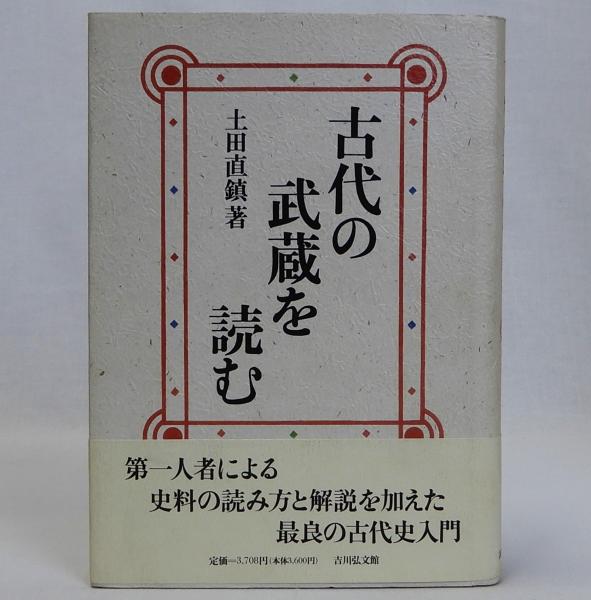 古代の
武蔵を
読む
土田直鎮著
第一人者による
史料の読み方と解説を加えた
最良の古代史入門
定価=3,708円(本体3,600円) 吉川弘文館